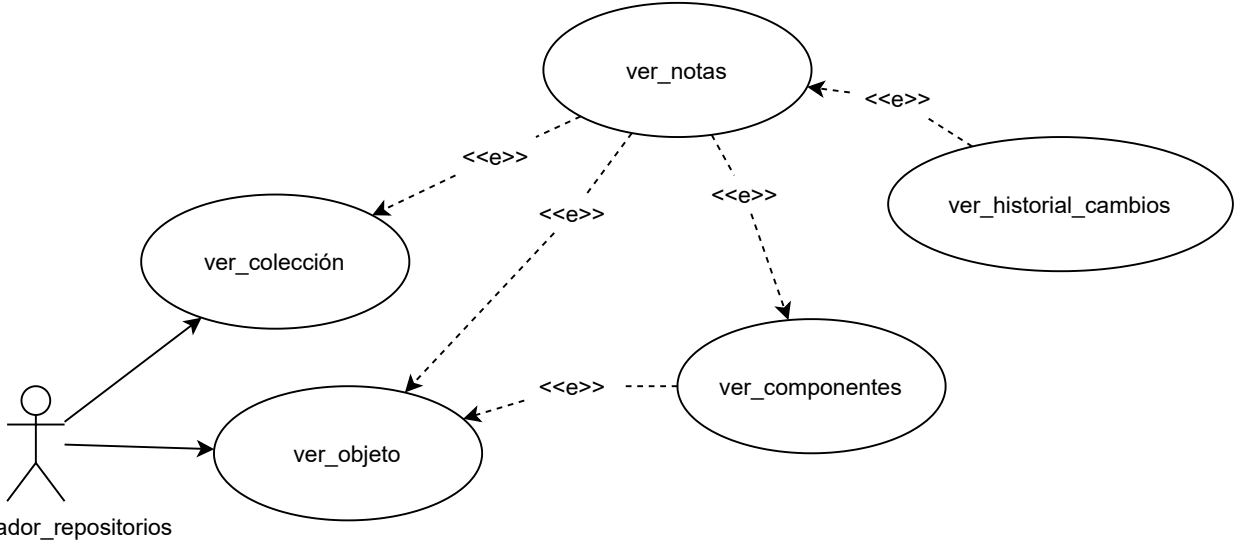 ver_notas
<<e>>
<<e>>
<<e>>
<<e>>
ver_historial_cambios
ver_colección
ver_componentes
<<e>>
ver_objeto
ador_repositorios